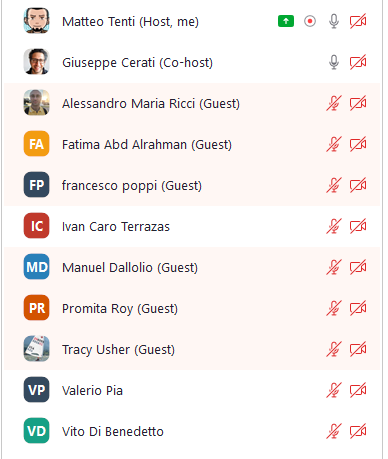 Matteo Tenti (Host, me)
Giuseppe Cerati (Co-host)
Alessandro Maria Ricci (Guest)
FA Fatima Abd Alrahman (Guest)
FP francesco poppi (Guest)
IC Ivan Caro Terrazas
MD Manuel Dallolio (Guest)
PR Promita Roy (Guest)
Tracy Usher (Guest)
VP Valerio Pia
VD Vito Di Benedetto